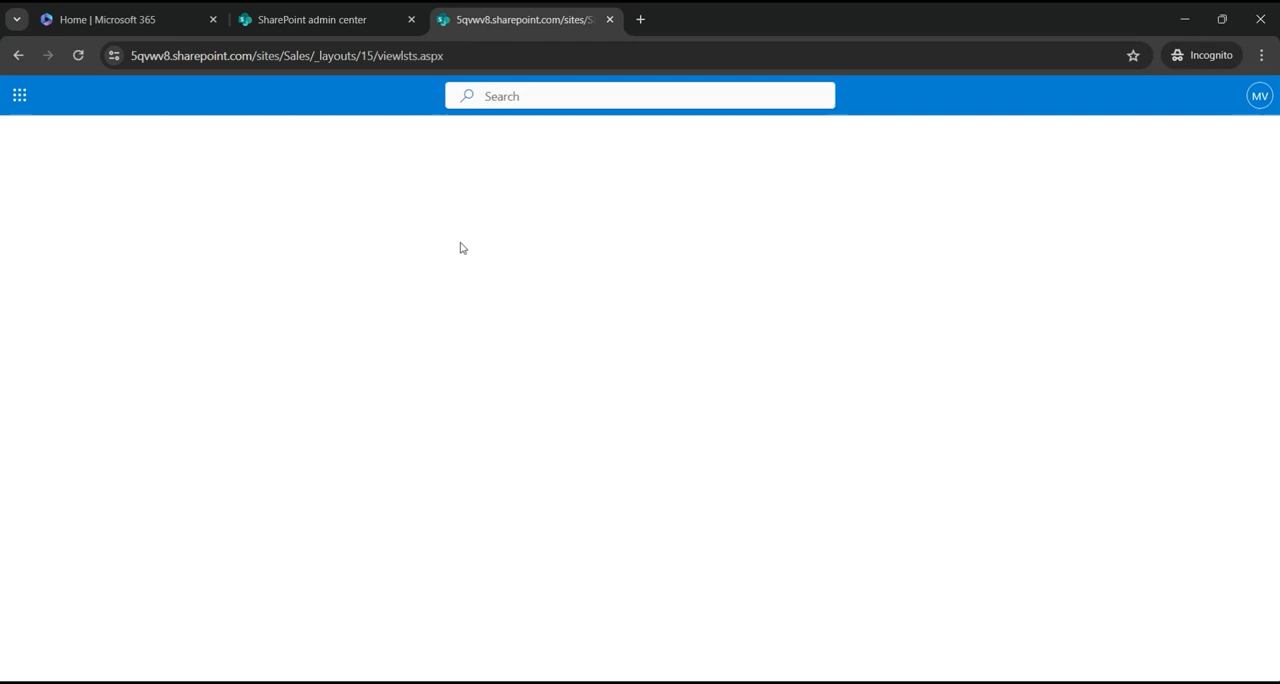 Home | Microsoft 365
SharePoint admin center
5qvwv8.sharepoint.com/sites/S
5qvwv8.sharepoint.com/sites/Sales/_layouts/15/viewlsts.aspx
Incognito
Search
MV